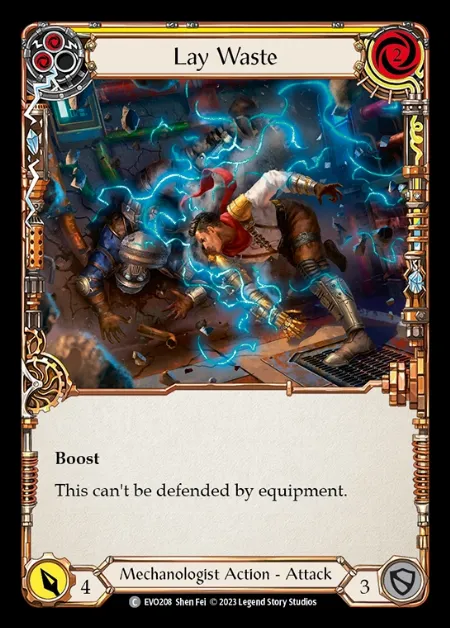 Lay Waste
2
Boost
This can't be defended by equipment.
4
Mechanologist Action - Attack
3
C EVO208 Shen Fei © 2023 Legend Story Studios